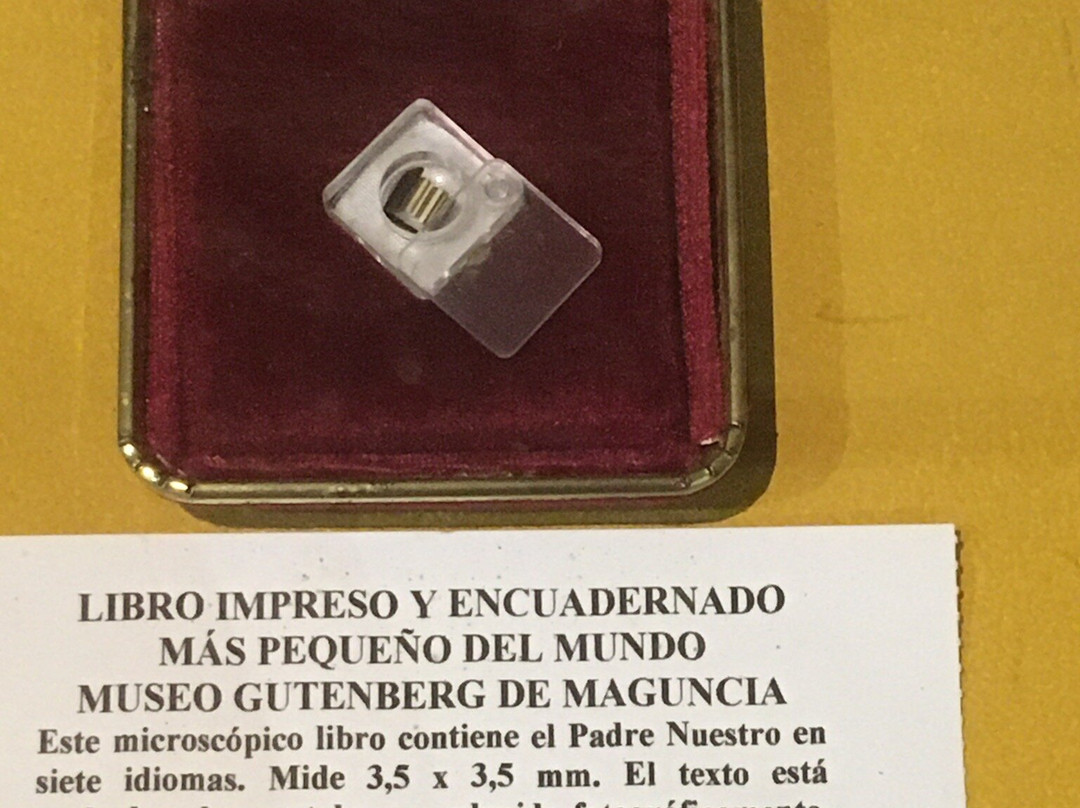 LIBRO IMPRESO Y ENCUADERNADO
MÁS PEQUEÑO DEL MUNDO
MUSEO GUTENBERG DE MAGUNCIA
Este microscópico libro contiene el Padre Nuestro en
siete idiomas. Mide 3,5 x 3,5 mm. El texto está